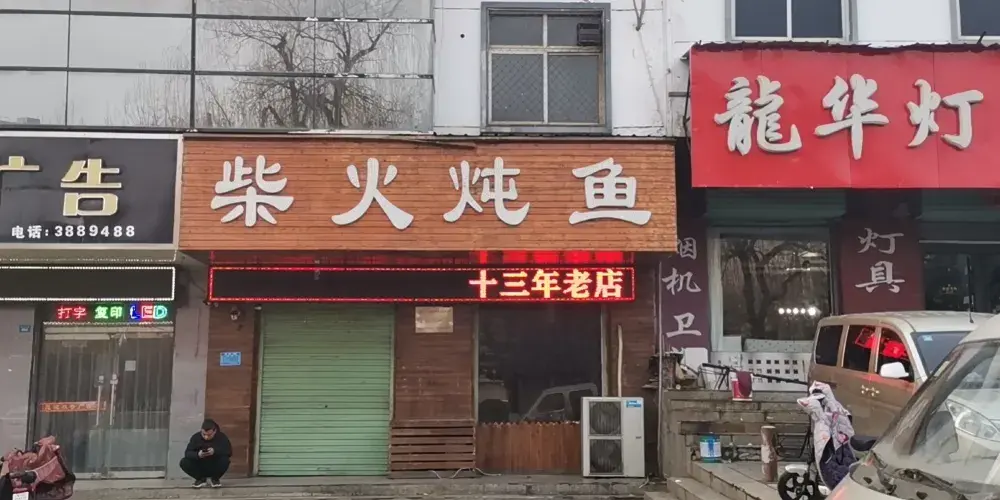 广告
电话：3889488
打字 复印 LED
柴火炖鱼
十三年老店
龍华灯
烟机卫
灯具